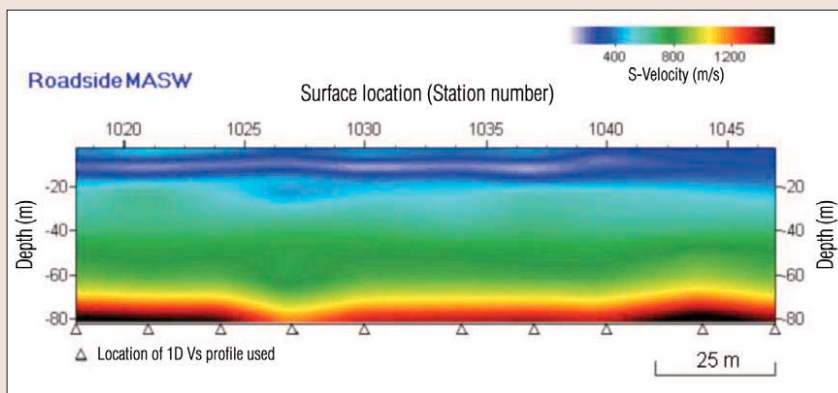 400 800 1200
S-Velocity (m/s)
Roadside MASW
Surface location (Station number)
1020 1025 1030 1035 1040 1045
-20 -20
-40 -40
-60 -60
-80 -80
Depth (m)
Depth (m)
△ Location of 1D Vs profile used
25 m